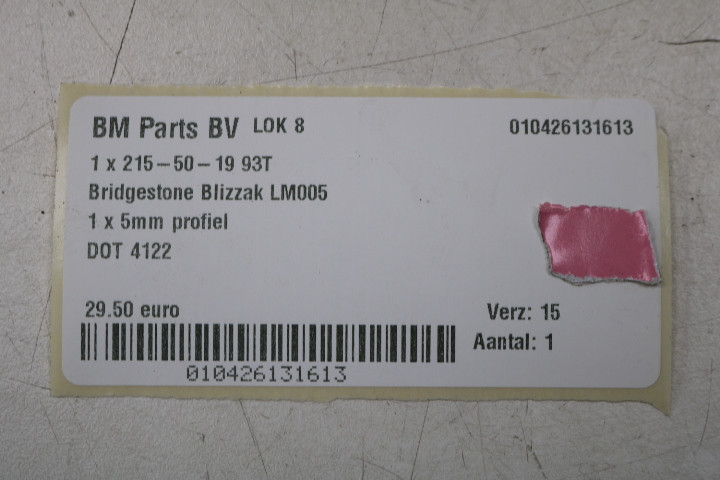 BM Parts BV LOK 8 010426131613
1 x 215-50-19 93T
Bridgestone Blizzak LM005
1 x 5mm profiel
DOT 4122
29.50 euro Verz: 15
Aantal: 1
010426131613